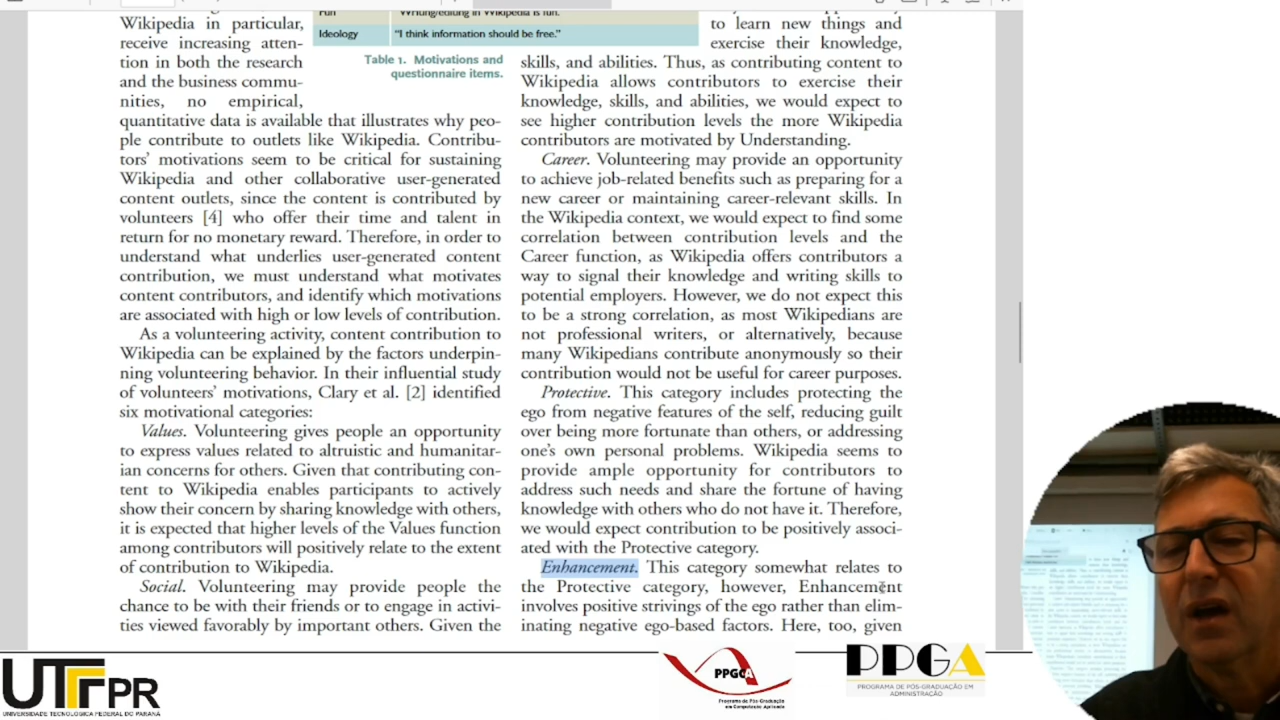 Wikipedia in particular,
receive increasing atten-
tion in both the research
and the business commu-
nities, no empirical,
quantitative data is available that illustrates why peo-
ple contribute to outlets like Wikipedia. Contribu-
tors' motivations seem to be critical for sustaining
Wikipedia and other collaborative user-generated
content outlets, since the content is contributed by
volunteers [4] who offer their time and talent in
return for no monetary reward. Therefore, in order to
understand what underlies user-generated content
contribution, we must understand what motivates
content contributors, and identify which motivations
are associated with high or low levels of contribution.
As a volunteering activity, content contribution to
Wikipedia can be explained by the factors underpin-
ning volunteering behavior. In their influential study
of volunteers' motivations, Clary et al. [2] identified
six motivational categories:
Values. Volunteering gives people an opportunity
to express values related to altruistic and humanitar-
ian concerns for others. Given that contributing con-
tent to Wikipedia enables participants to actively
show their concern by sharing knowledge with others,
it is expected that higher levels of the Values function
among contributors will positively relate to the extent
of contribution to Wikipedia.
Social. Volunteering also gives people the
chance to be with their friends or engage in activi-
ties viewed favorably by important others. Given the
Fun Writing/editing in Wikipedia is fun.
Ideology "I think information should be free."
Table 1. Motivations and
questionnaire items.
to learn new things and
exercise their knowledge,
skills, and abilities. Thus, as contributing content to
Wikipedia allows contributors to exercise their
knowledge, skills, and abilities, we would expect to
see higher contribution levels the more Wikipedia
contributors are motivated by Understanding.
Career. Volunteering may provide an opportunity
to achieve job-related benefits such as preparing for a
new career or maintaining career-relevant skills. In
the Wikipedia context, we would expect to find some
correlation between contribution levels and the
Career function, as Wikipedia offers contributors a
way to signal their knowledge and writing skills to
potential employers. However, we do not expect this
to be a strong correlation, as most Wikipedians are
not professional writers, or alternatively, because
many Wikipedians contribute anonymously so their
contribution would not be useful for career purposes.
Protective. This category includes protecting the
ego from negative features of the self, reducing guilt
over being more fortunate than others, or addressing
one's own personal problems. Wikipedia seems to
provide ample opportunity for contributors to
address such needs and share the fortune of having
knowledge with others who do not have it. Therefore,
we would expect contribution to be positively associ-
ated with the Protective category.
Enhancement. This category somewhat relates to
the Protective category, however, enhancement
involves positive strivings of the ego rather than elim-
inating negative ego-based factors. Here too, given
UTFPR
UNIVERSIDADE TECNOLÓGICA FEDERAL DO PARANÁ
PPGCA
Programa de Pós-Graduação
em Computação Aplicada
PPGA
PROGRAMA DE PÓS-GRADUAÇÃO EM
ADMINISTRAÇÃO